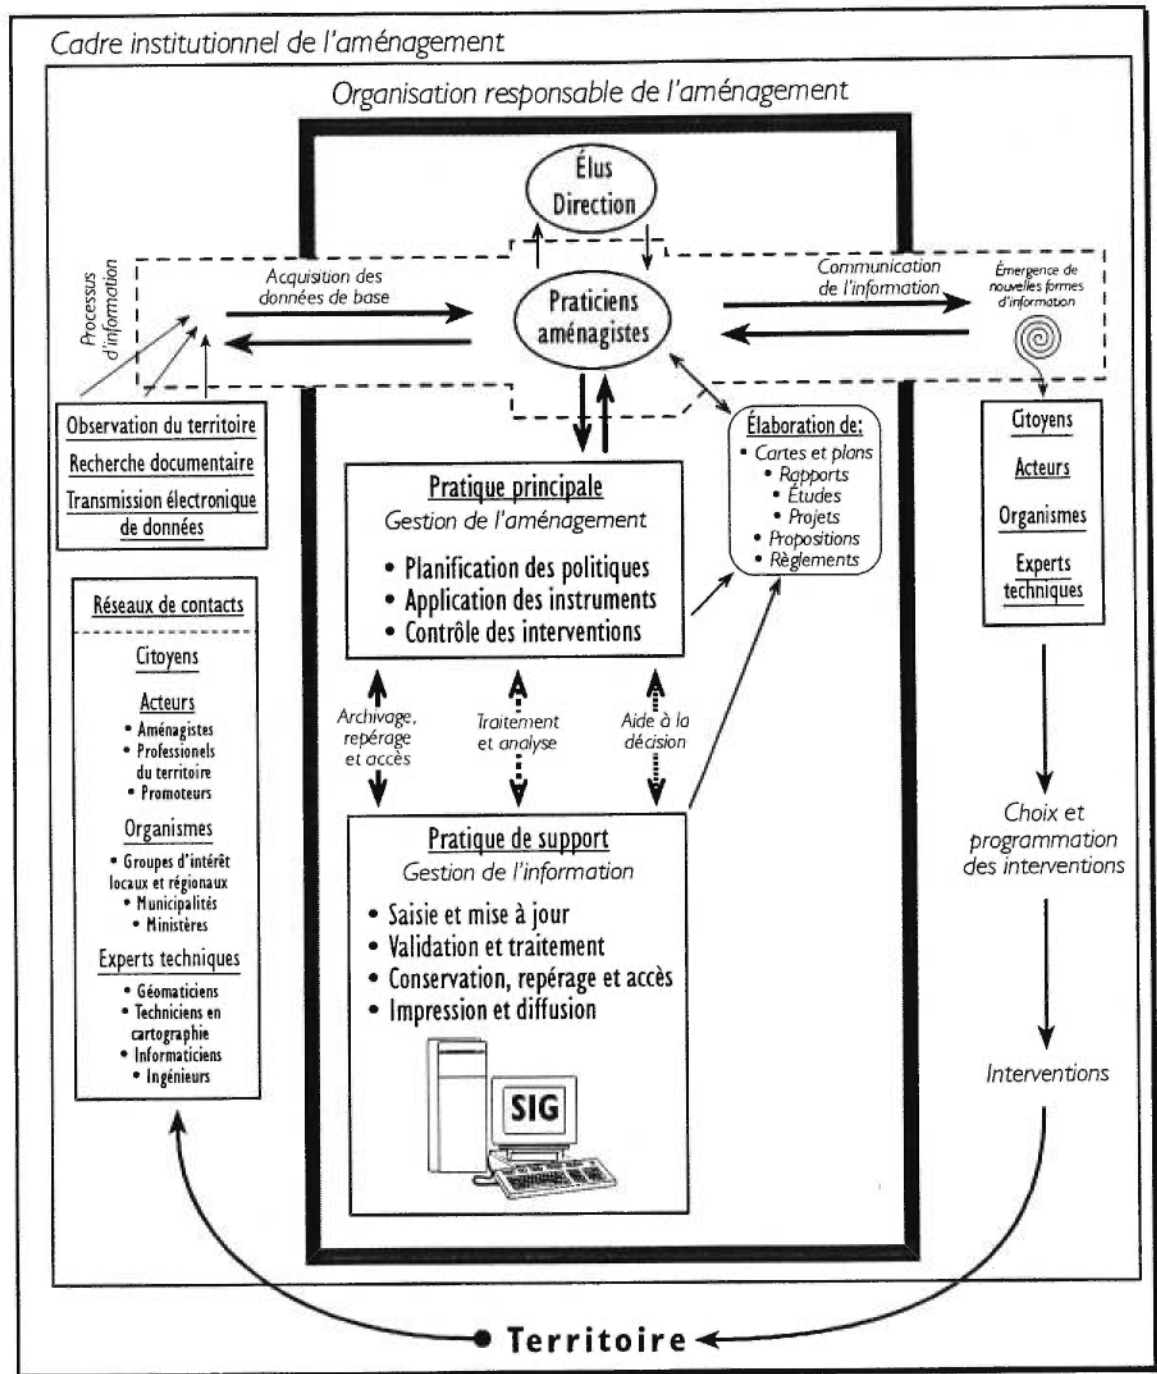 Cadre institutionnel de l'aménagement
Organisation responsable de l'aménagement
Élus
Direction
Processus
d'information
Acquisition des
données de base
Praticiens
aménagistes
Communication
de l'information
Émergence de
nouvelles formes
d'information
Observation du territoire
Recherche documentaire
Transmission électronique
de données
Réseaux de contacts
Citoyens
Acteurs
• Aménagistes
• Professionels
du territoire
• Promoteurs
Organismes
• Groupes d'intérêt
locaux et régionaux
• Municipalités
• Ministères
Experts techniques
• Géomaticiens
• Techniciens en
cartographie
• Informaticiens
• Ingénieurs
Pratique principale
Gestion de l'aménagement
• Planification des politiques
• Application des instruments
• Contrôle des interventions
Élaboration de:
• Cartes et plans
• Rapports
• Études
• Projets
• Propositions
• Règlements
Archivage,
repérage
et accès
Traitement
et analyse
Aide à la
décision
Pratique de support
Gestion de l'information
• Saisie et mise à jour
• Validation et traitement
• Conservation, repérage et accès
• Impression et diffusion
SIG
Citoyens
Acteurs
Organismes
Experts
techniques
Choix et
programmation
des interventions
Interventions
Territoire